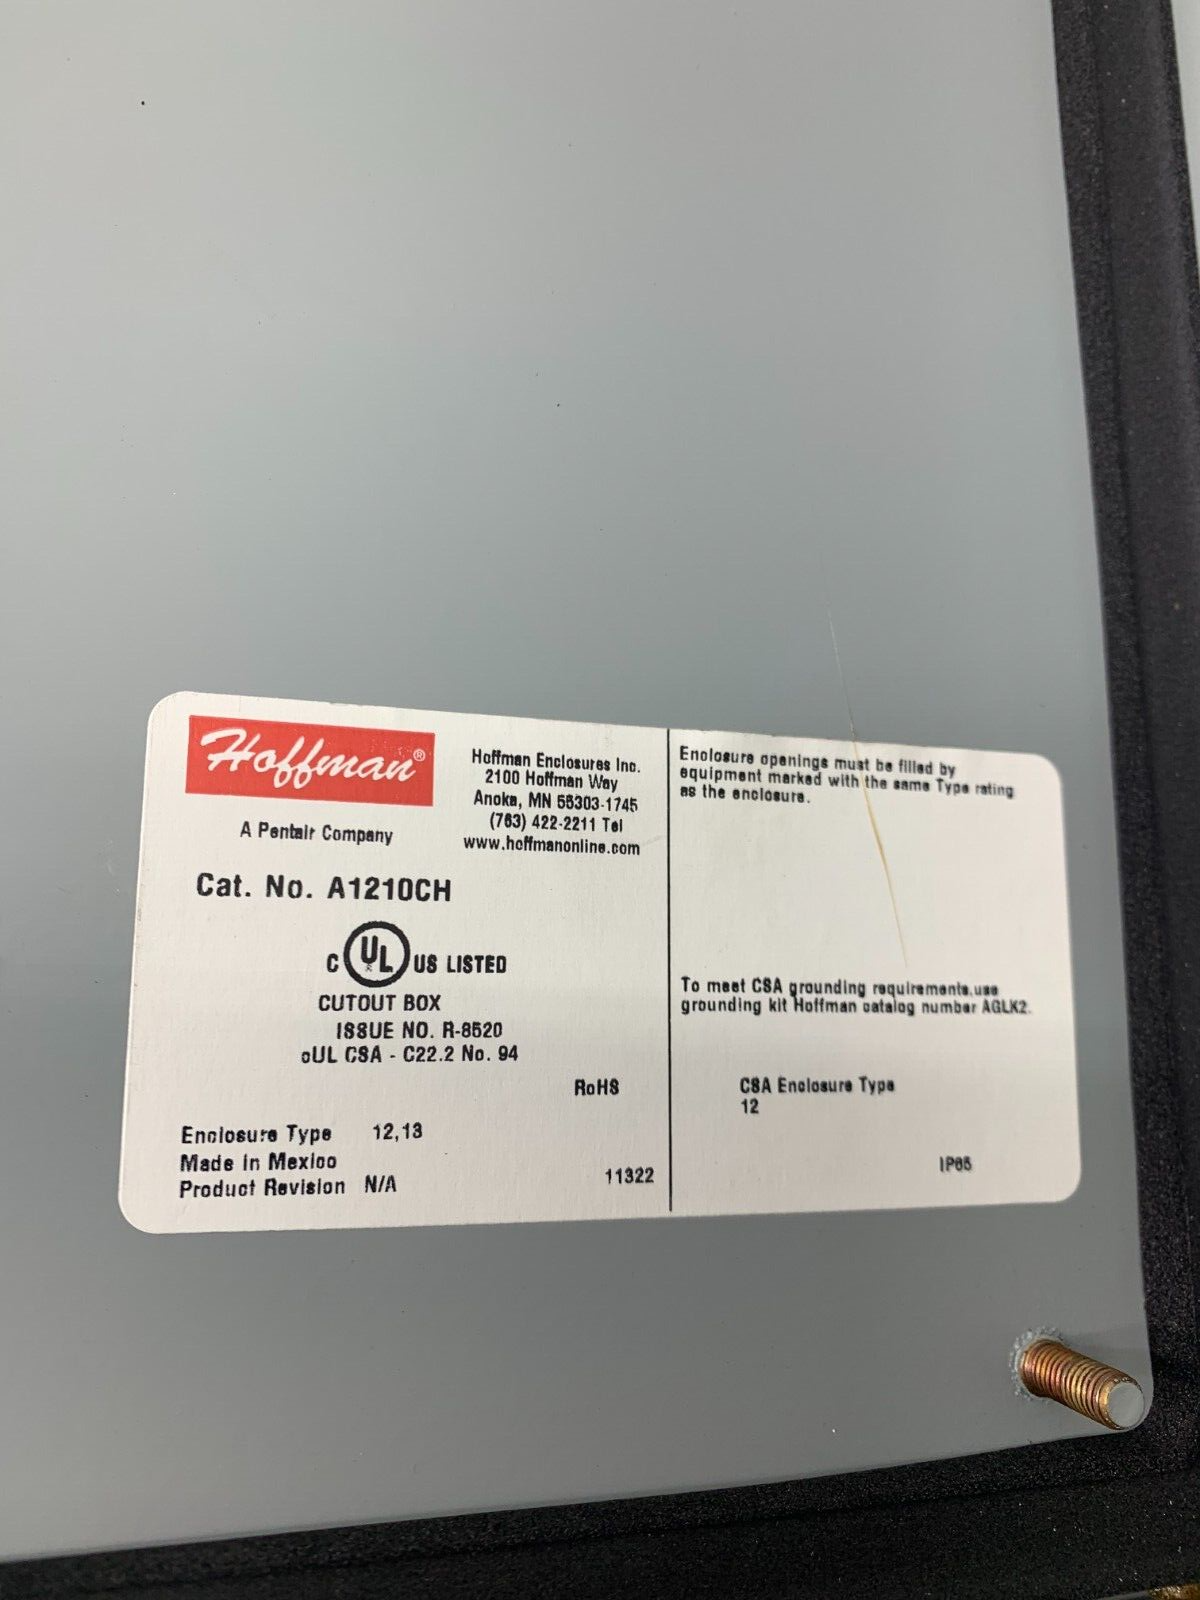 Hoffman®
A Pentair Company
Hoffman Enclosures Inc.
2100 Hoffman Way
Anoka, MN 55303-1745
(763) 422-2211 Tel
www.hoffmanonline.com
Cat. No. A1210CH
C UL US LISTED
CUTOUT BOX
ISSUE NO. R-8520
cUL CSA - C22.2 No. 94
RoHS
Enclosure Type 12,13
Made in Mexico
Product Revision N/A
11322
Enclosure openings must be filled by
equipment marked with the same Type rating
as the enclosure.
To meet CSA grounding requirements,use
grounding kit Hoffman catalog number AGLK2.
CSA Enclosure Type
12
IP65